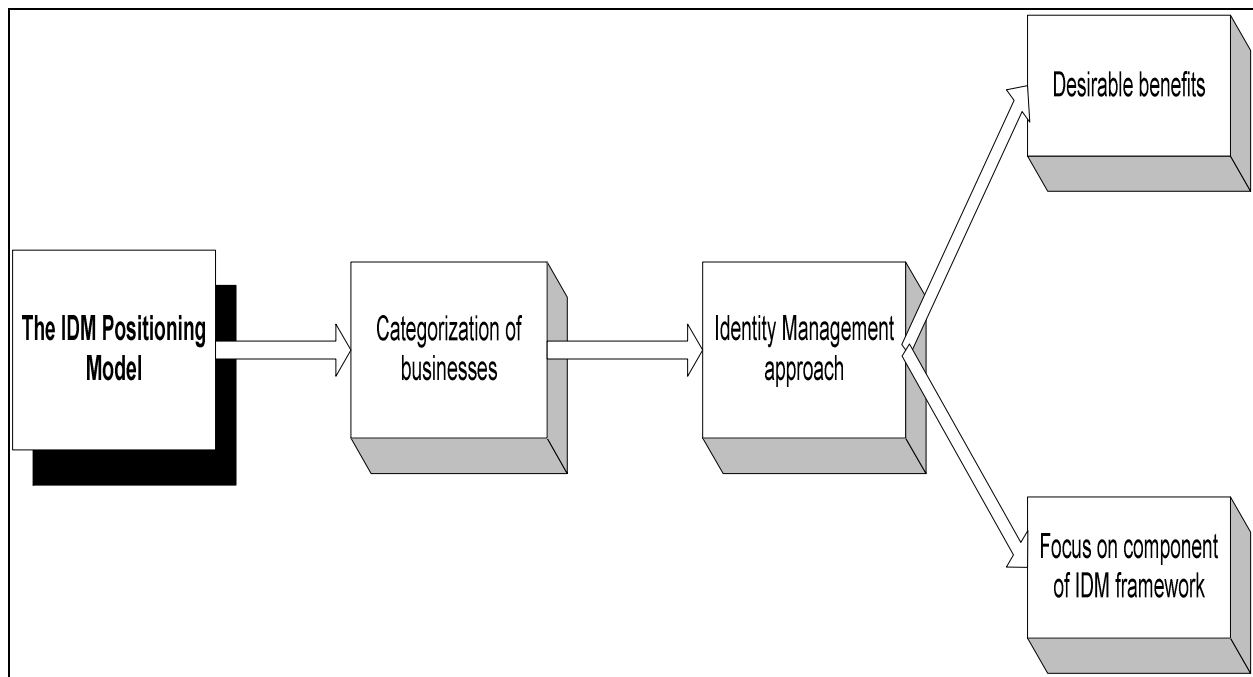 The IDM Positioning
Model
Categorization of
businesses
Identity Management
approach
Desirable benefits
Focus on component
of IDM framework